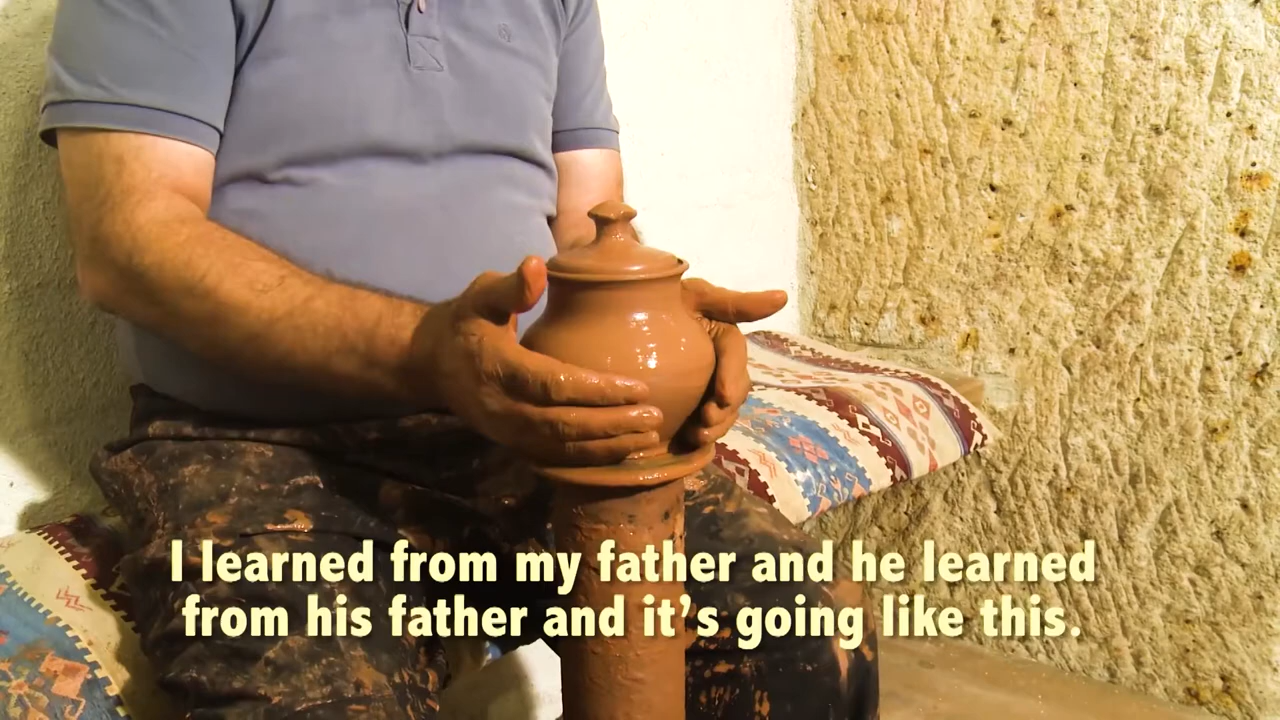 I learned from my father and he learned
from his father and it's going like this.